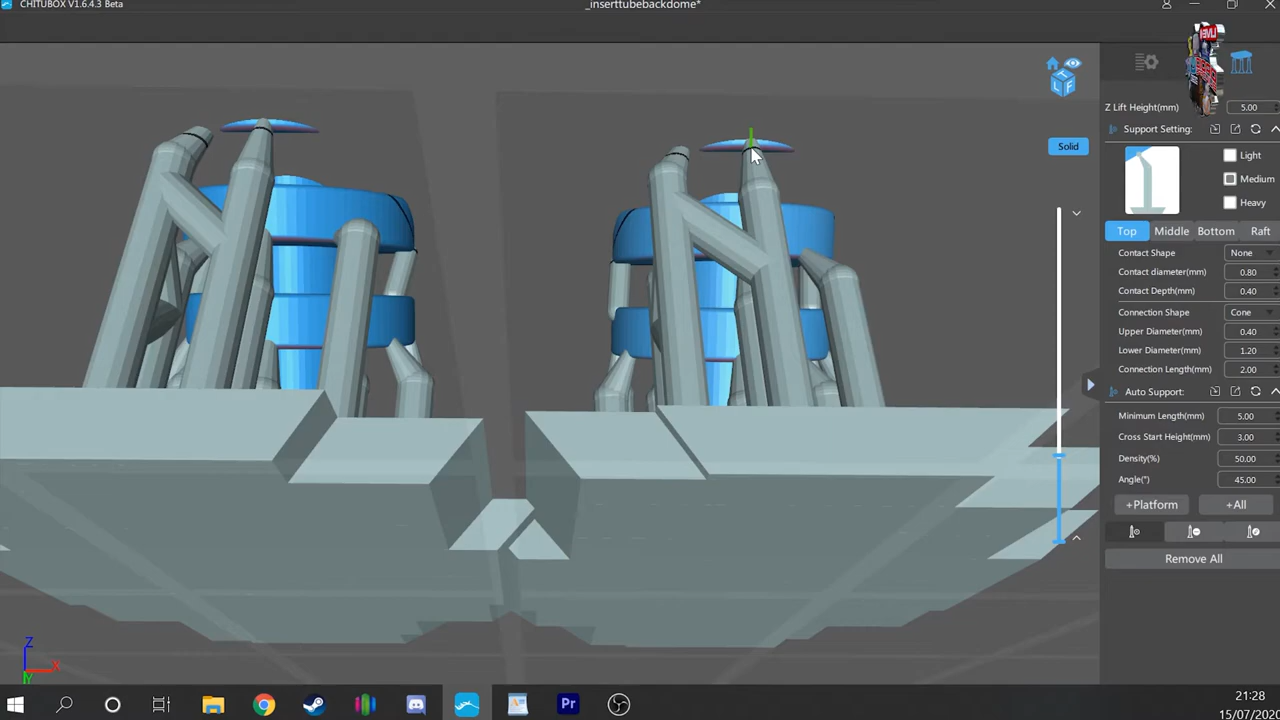 CHITUBOX V1.6.4.3 Beta
_inserttubebackdome*
Z Lift Height(mm) 5.00
Support Setting:
Solid
Light
Medium
Heavy
Top Middle Bottom Raft
Contact Shape None
Contact diameter(mm) 0.80
Contact Depth(mm) 0.40
Connection Shape Cone
Upper Diameter(mm) 0.40
Lower Diameter(mm) 1.20
Connection Length(mm) 2.00
Auto Support:
Minimum Length(mm) 5.00
Cross Start Height(mm) 3.00
Density(%) 50.00
Angle(°) 45.00
+Platform +All
Remove All
Z
X
Y
L F
Pr
21:28
15/07/2020